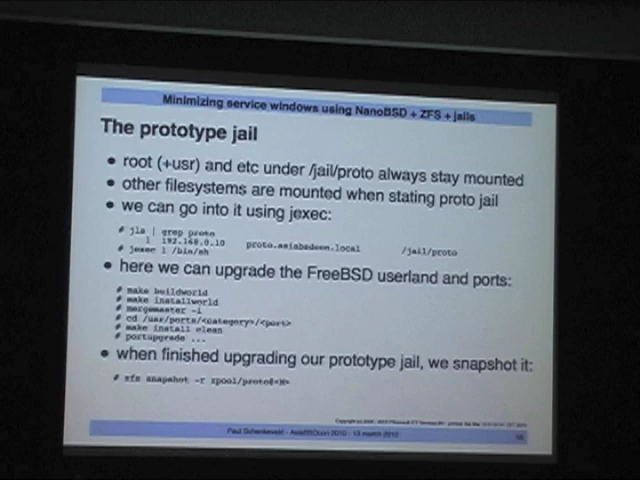 Minimizing service windows using NanoBSD + ZFS + jails
The prototype jail
• root (+usr) and etc under /jail/proto always stay mounted
• other filesystems are mounted when stating proto jail
• we can go into it using jexec:
# jls | grep proto
1 192.168.0.10 proto.asiabsdcon.local /jail/proto
# jexec 1 /bin/sh
• here we can upgrade the FreeBSD userland and ports:
# make buildworld
# make installworld
# mergemaster -i
# cd /usr/ports/<category>/<port>
# make install clean
# portupgrade ...
• when finished upgrading our prototype jail, we snapshot it:
# zfs snapshot -r zpool/proto@<N>
Paul Schenkeveld - AsiaBSDcon 2010 - 13 march 2010